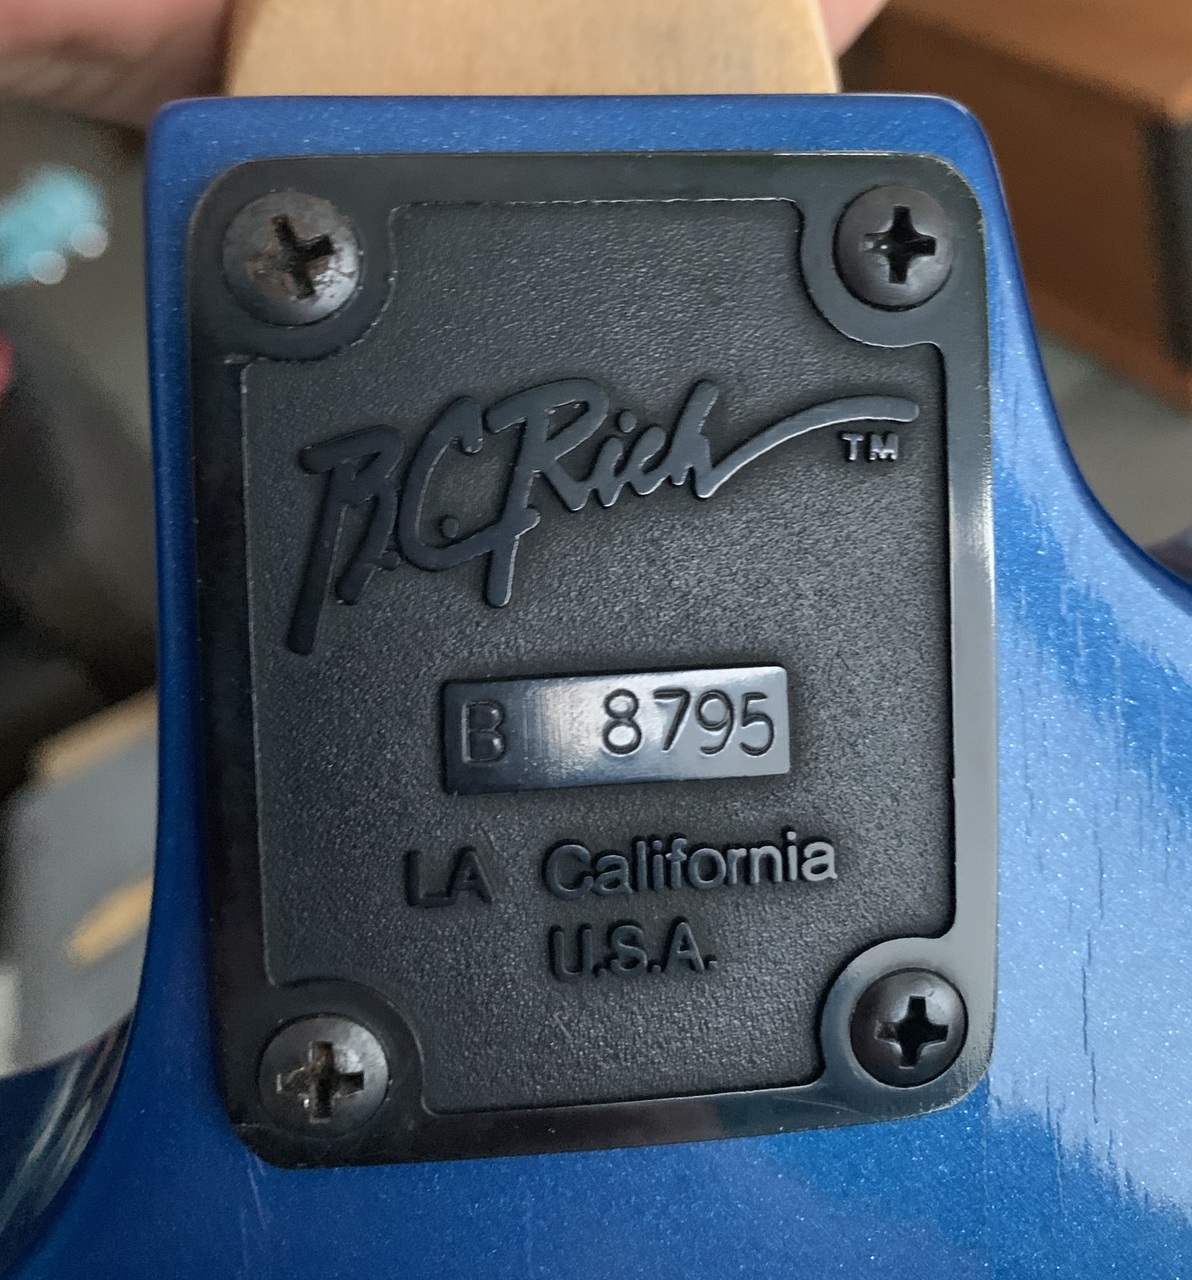 B.C. Rich ™
B 8795
LA California
U.S.A.